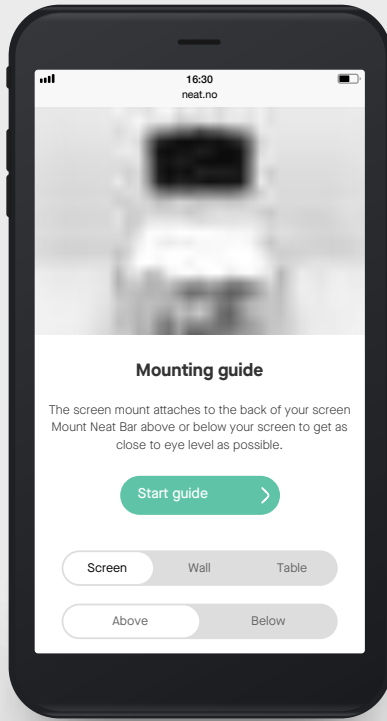 16:30
neat.no
Mounting guide
The screen mount attaches to the back of your screen
Mount Neat Bar above or below your screen to get as
close to eye level as possible.
Start guide
Screen Wall Table
Above Below